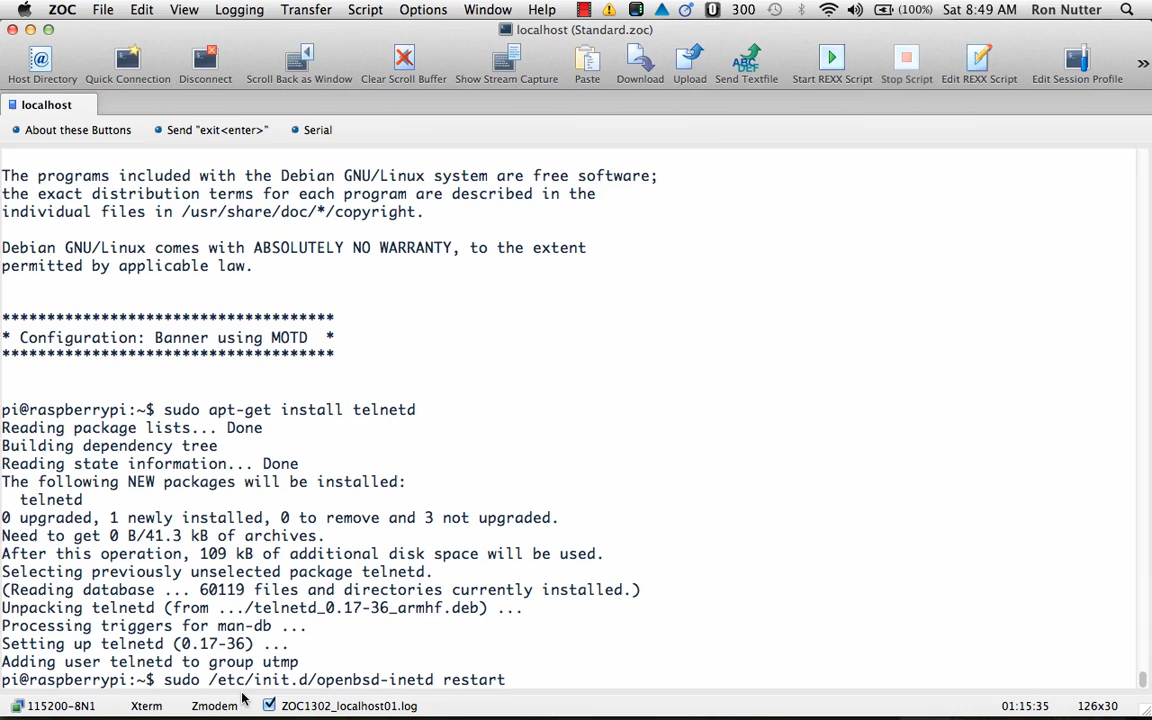 ZOC File Edit View Logging Transfer Script Options Window Help 300 (100%) Sat 8:49 AM Ron Nutter
localhost (Standard.zoc)
Host Directory Quick Connection Disconnect Scroll Back as Window Clear Scroll Buffer Show Stream Capture Paste Download Upload Send Textfile Start REXX Script Stop Script Edit REXX Script Edit Session Profile
localhost
About these Buttons Send "exit<enter>" Serial
The programs included with the Debian GNU/Linux system are free software;
the exact distribution terms for each program are described in the
individual files in /usr/share/doc/*/copyright.
Debian GNU/Linux comes with ABSOLUTELY NO WARRANTY, to the extent
permitted by applicable law.
*************************************
* Configuration: Banner using MOTD  *
*************************************
pi@raspberrypi:~$ sudo apt-get install telnetd
Reading package lists... Done
Building dependency tree
Reading state information... Done
The following NEW packages will be installed:
  telnetd
0 upgraded, 1 newly installed, 0 to remove and 3 not upgraded.
Need to get 0 B/41.3 kB of archives.
After this operation, 109 kB of additional disk space will be used.
Selecting previously unselected package telnetd.
(Reading database ... 60119 files and directories currently installed.)
Unpacking telnetd (from .../telnetd_0.17-36_armhf.deb) ...
Processing triggers for man-db ...
Setting up telnetd (0.17-36) ...
Adding user telnetd to group utmp
pi@raspberrypi:~$ sudo /etc/init.d/openbsd-inetd restart
115200-8N1 Xterm Zmodem ZOC1302_localhost01.log 01:15:35 126x30